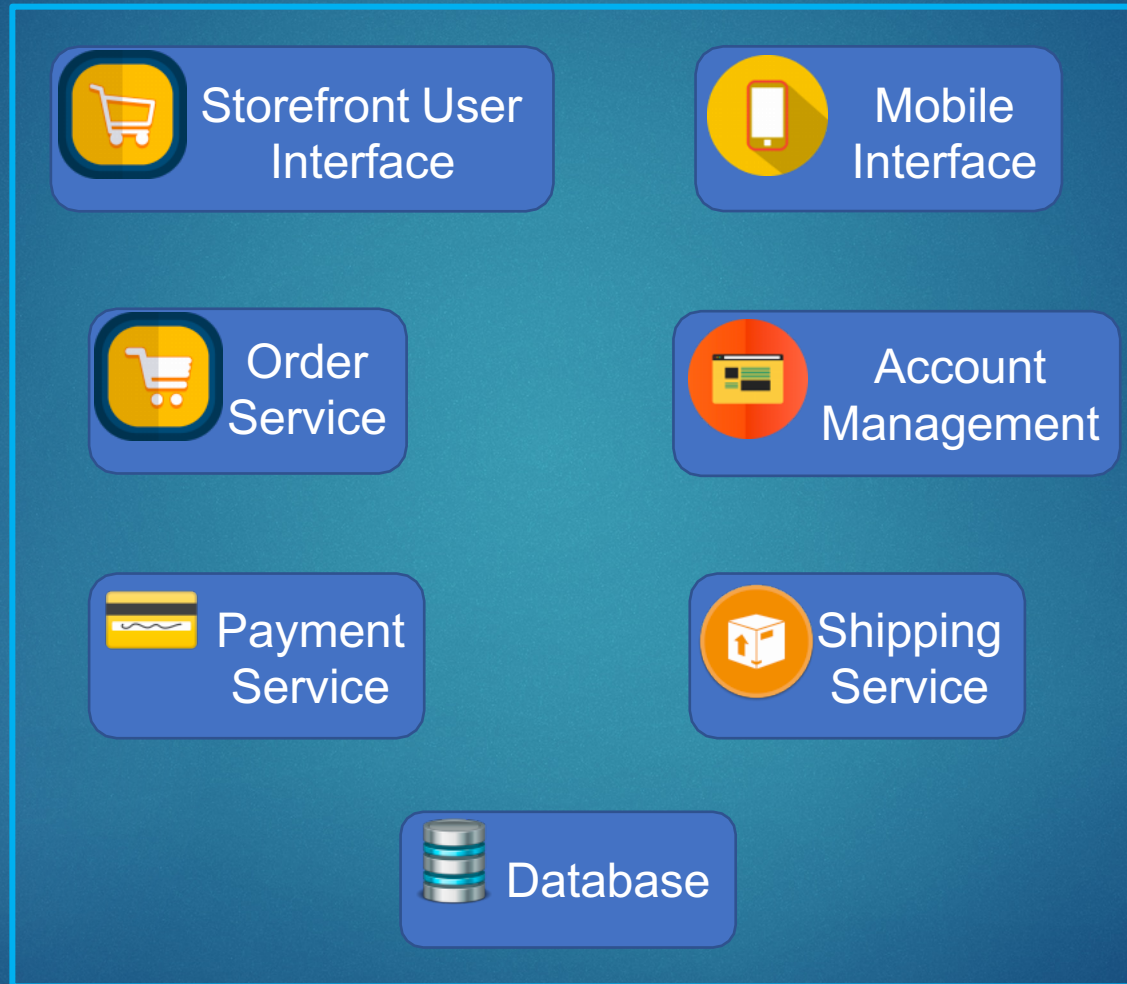 Storefront User
Interface
Mobile
Interface
Order
Service
Account
Management
Payment
Service
Shipping
Service
Database